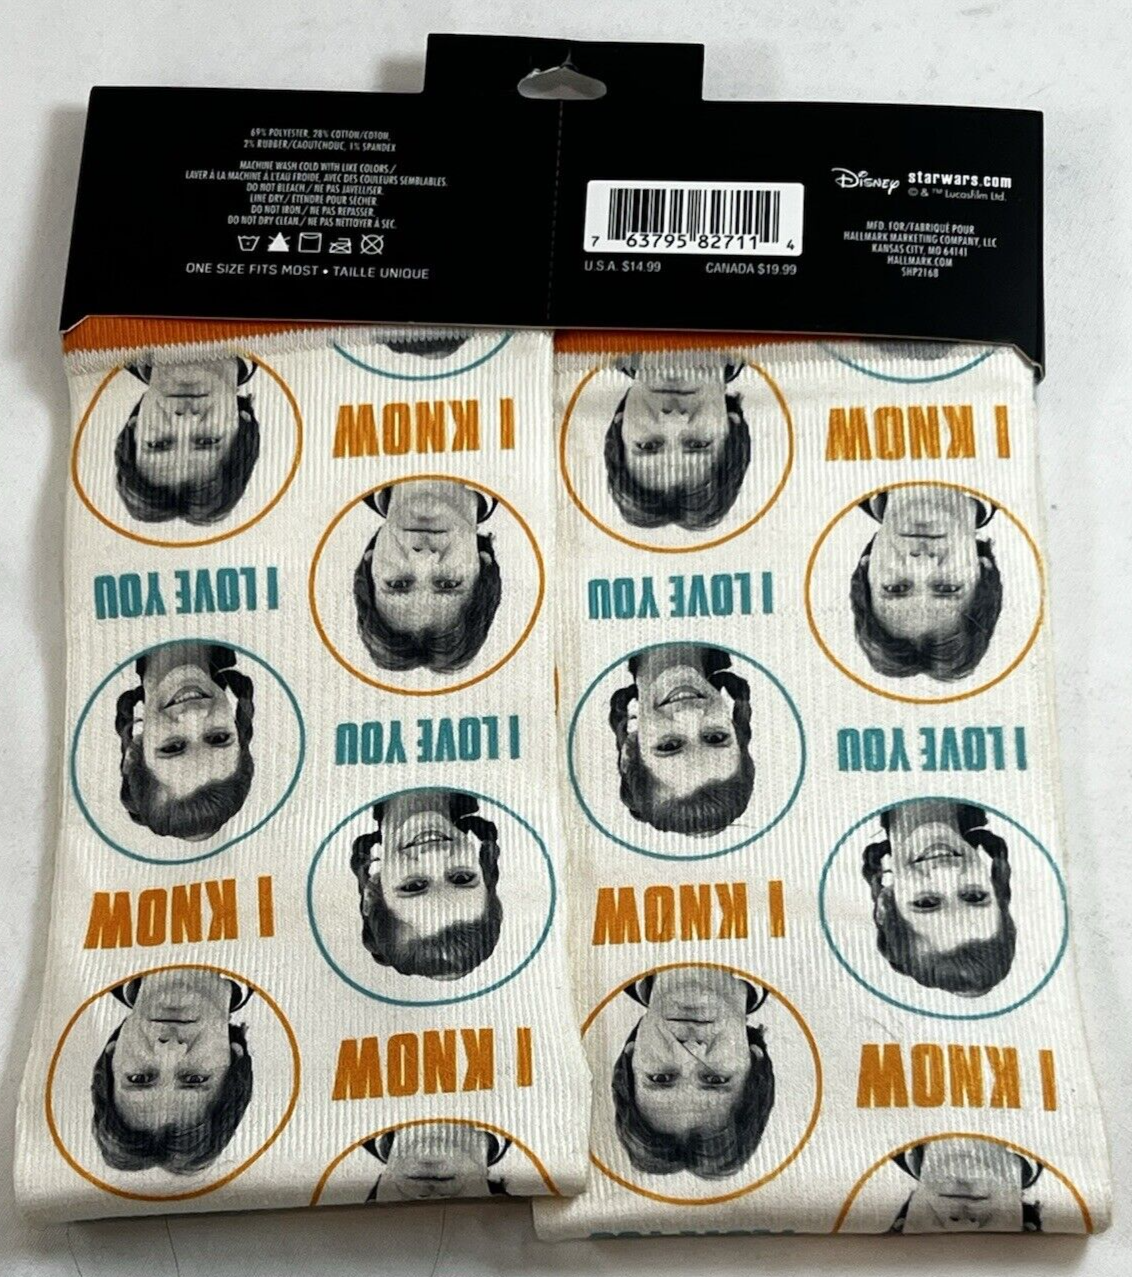 69% POLYESTER, 28% COTTON/COTON,
2% RUBBER/CAOUTCHOUC, 1% SPANDEX
MACHINE WASH COLD WITH LIKE COLORS /
LAVER À LA MACHINE À L'EAU FROIDE, AVEC DES COULEURS SEMBLABLES.
DO NOT BLEACH / NE PAS JAVELLISER.
LINE DRY / ÉTENDRE POUR SÉCHER.
DO NOT IRON / NE PAS REPASSER.
DO NOT DRY CLEAN / NE PAS NETTOYER À SEC.
ONE SIZE FITS MOST • TAILLE UNIQUE
7 63795 82711 4
U.S.A. $14.99 CANADA $19.99
Disney starwars.com
© & ™ Lucasfilm Ltd.
MFD. FOR/FABRIQUÉ POUR
HALLMARK MARKETING COMPANY, LLC
KANSAS CITY, MO 64141
HALLMARK.COM
SHP2168
I KNOW
I KNOW
I LOVE YOU
I LOVE YOU
I LOVE YOU
I LOVE YOU
I KNOW
I KNOW
I KNOW
I KNOW